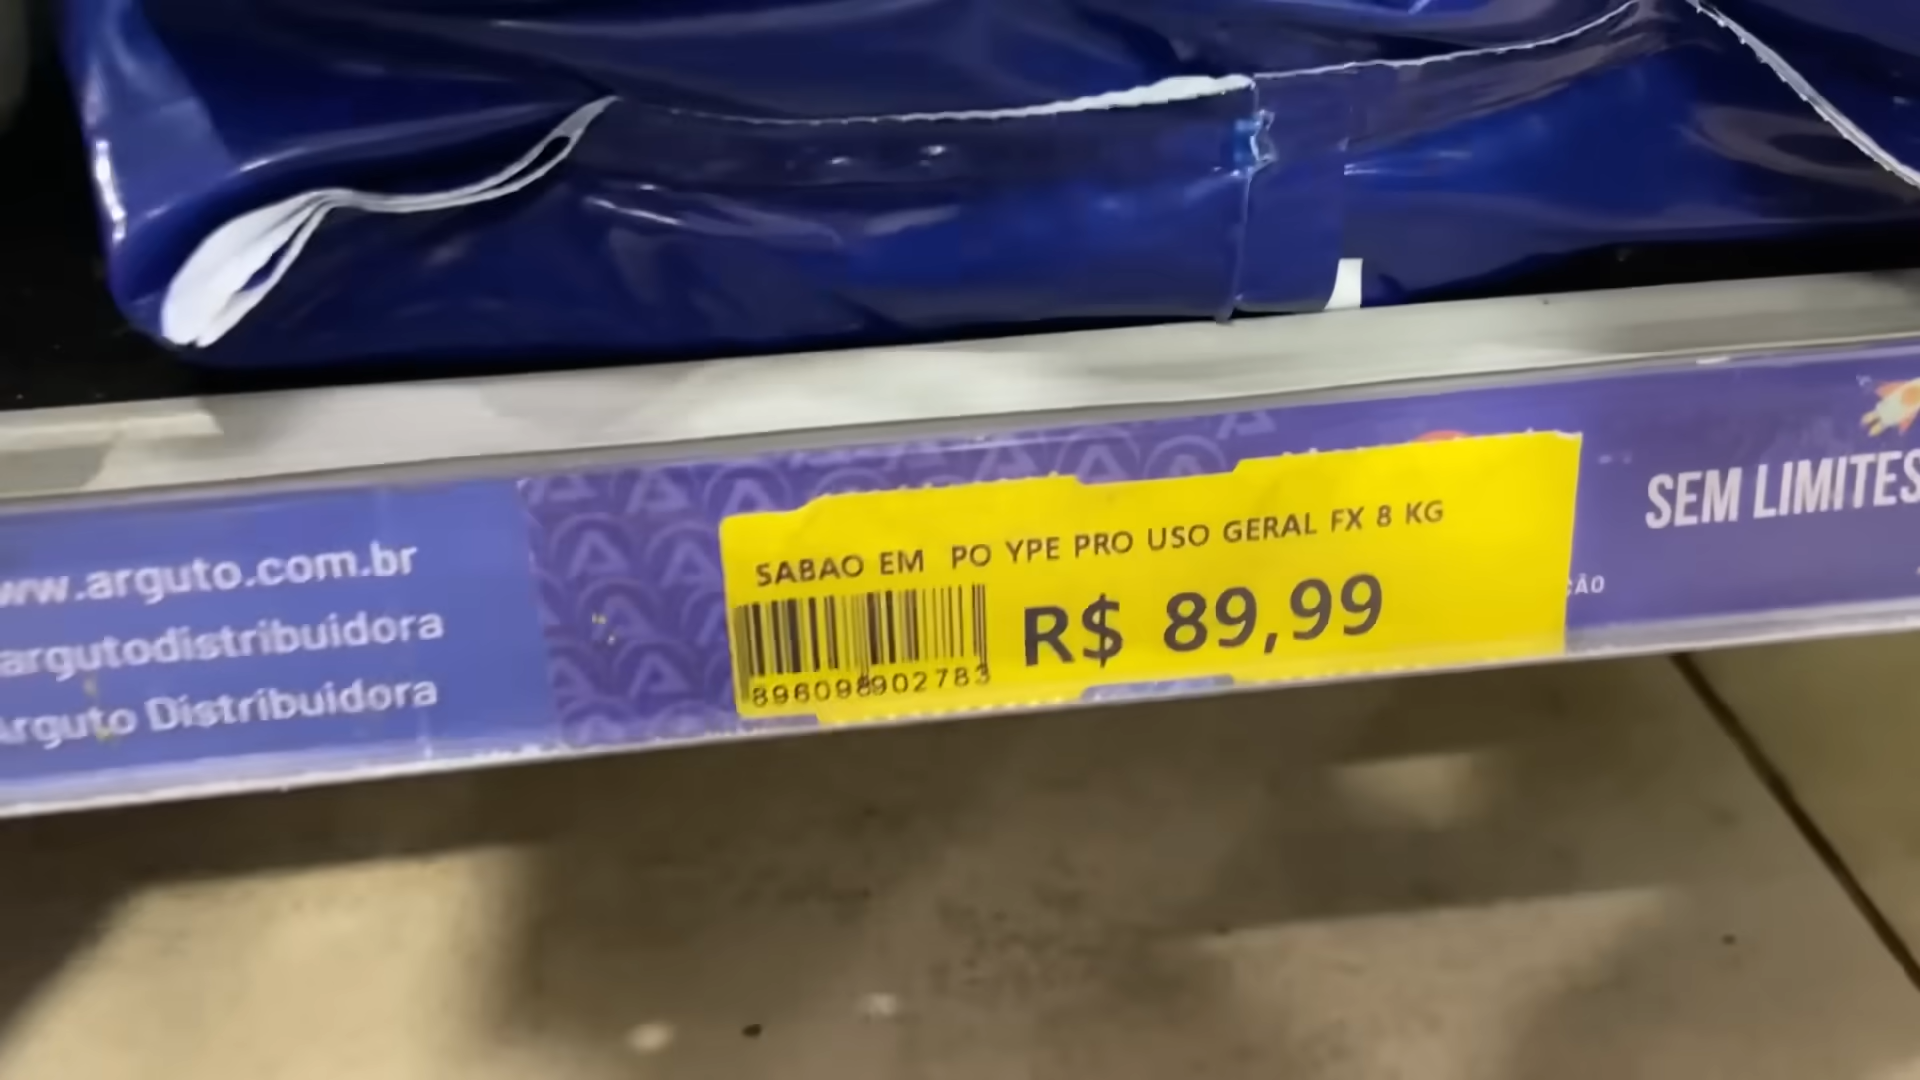 www.arguto.com.br
argutodistribuidora
Arguto Distribuidora
SABAO EM PO YPE PRO USO GERAL FX 8 KG
R$ 89,99
SEM LIMITES